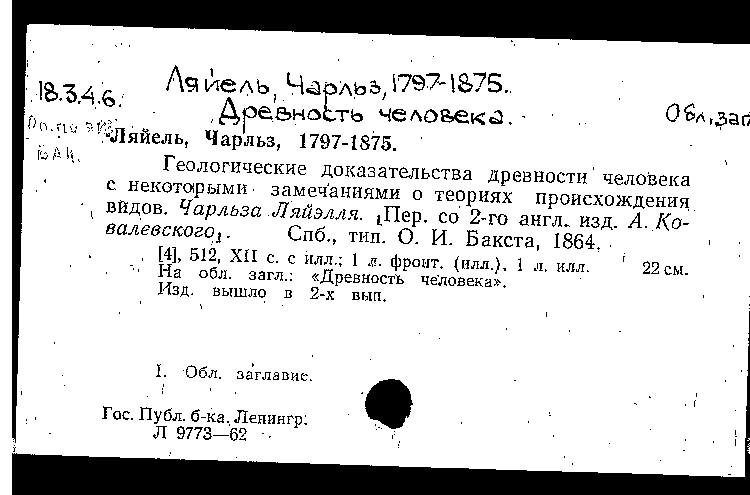 Ляйель, Чарльз, 1797-1875.
18.3.4.6.
Древность человека.
Обл. заг
БАН.
Ляйель, Чарльз, 1797-1875.
Геологические доказательства древности человека
с некоторыми замечаниями о теориях происхождения
видов. Чарльза Ляйэлля. [Пер. со 2-го англ. изд. А. Ко-
валевского]. Спб., тип. О. И. Бакста, 1864.
[4], 512, XII с. с илл.; 1 л. фронт. (илл.), 1 л. илл. 22 см.
На обл. загл.: «Древность человека».
Изд. вышло в 2-х вып.
I. Обл. заглавие.
Гос. Публ. б-ка. Ленингр.
Л 9773—62